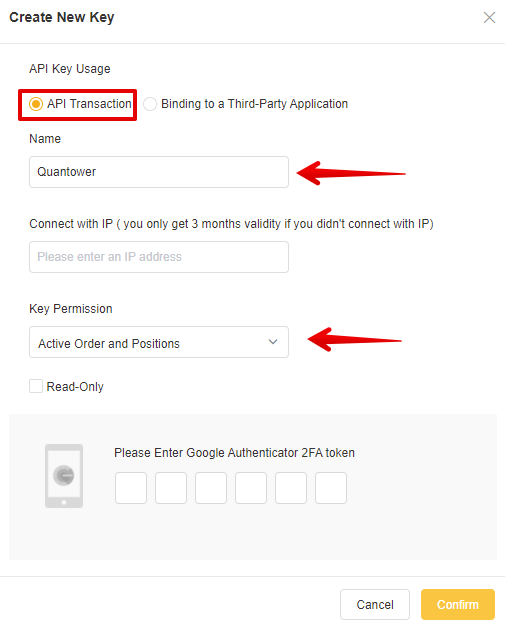 Create New Key
API Key Usage
API Transaction
Binding to a Third-Party Application
Name
Quantower
Connect with IP ( you only get 3 months validity if you didn't connect with IP)
Please enter an IP address
Key Permission
Active Order and Positions
Read-Only
Please Enter Google Authenticator 2FA token
Cancel
Confirm